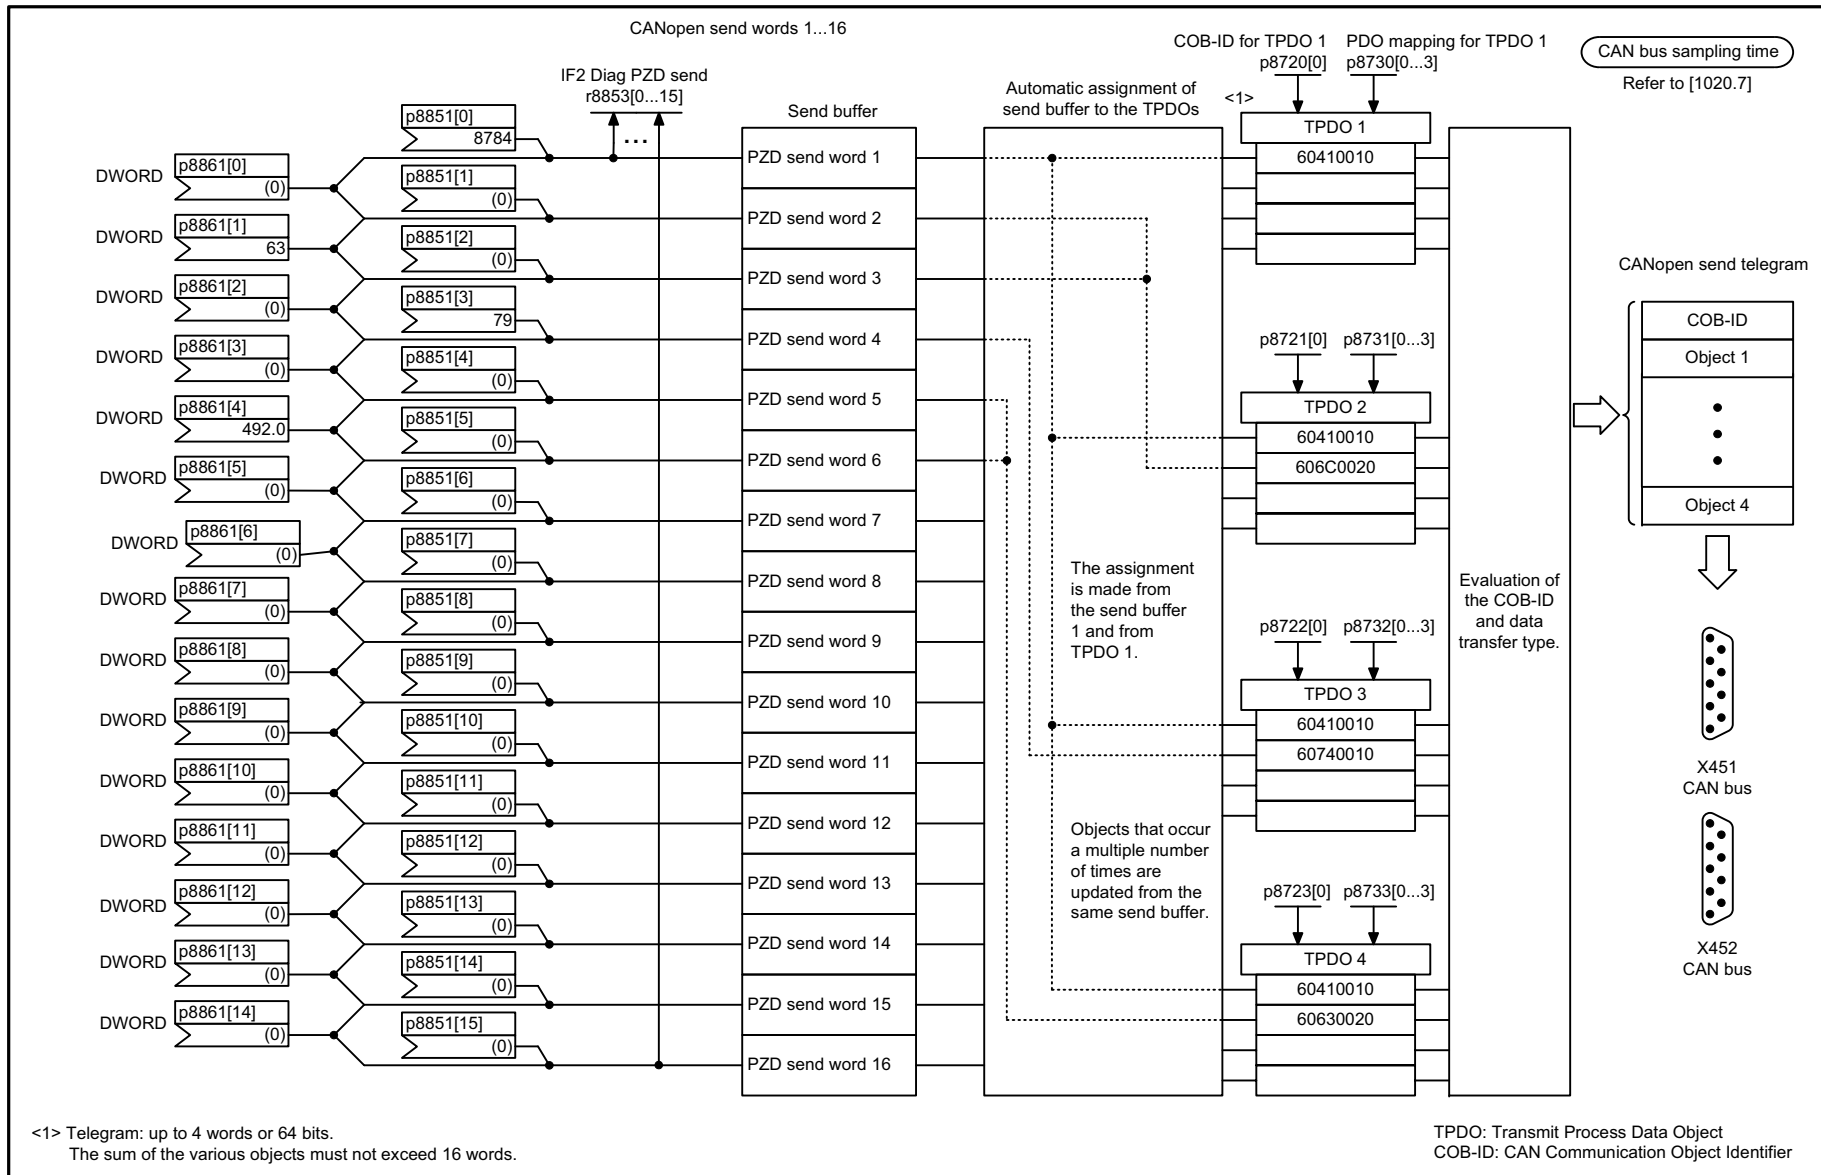 CANopen send words 1...16
IF2 Diag PZD send
r8853[0...15]
...
DWORD
p8861[0]
(0)
DWORD
p8861[1]
63
DWORD
p8861[2]
(0)
DWORD
p8861[3]
(0)
DWORD
p8861[4]
492.0
DWORD
p8861[5]
(0)
DWORD
p8861[6]
(0)
DWORD
p8861[7]
(0)
DWORD
p8861[8]
(0)
DWORD
p8861[9]
(0)
DWORD
p8861[10]
(0)
DWORD
p8861[11]
(0)
DWORD
p8861[12]
(0)
DWORD
p8861[13]
(0)
DWORD
p8861[14]
(0)
p8851[0]
8784
p8851[1]
(0)
p8851[2]
(0)
p8851[3]
79
p8851[4]
(0)
p8851[5]
(0)
p8851[6]
(0)
p8851[7]
(0)
p8851[8]
(0)
p8851[9]
(0)
p8851[10]
(0)
p8851[11]
(0)
p8851[12]
(0)
p8851[13]
(0)
p8851[14]
(0)
p8851[15]
(0)
Send buffer
PZD send word 1
PZD send word 2
PZD send word 3
PZD send word 4
PZD send word 5
PZD send word 6
PZD send word 7
PZD send word 8
PZD send word 9
PZD send word 10
PZD send word 11
PZD send word 12
PZD send word 13
PZD send word 14
PZD send word 15
PZD send word 16
Automatic assignment of
send buffer to the TPDOs
The assignment
is made from
the send buffer
1 and from
TPDO 1.
Objects that occur
a multiple number
of times are
updated from the
same send buffer.
COB-ID for TPDO 1
p8720[0]
PDO mapping for TPDO 1
p8730[0...3]
<1>
TPDO 1
60410010
p8721[0]
p8731[0...3]
TPDO 2
60410010
606C0020
p8722[0]
p8732[0...3]
TPDO 3
60410010
60740010
p8723[0]
p8733[0...3]
TPDO 4
60410010
60630020
Evaluation of
the COB-ID
and data
transfer type.
CAN bus sampling time
Refer to [1020.7]
CANopen send telegram
COB-ID
Object 1
Object 4
X451
CAN bus
X452
CAN bus
<1> Telegram: up to 4 words or 64 bits.
The sum of the various objects must not exceed 16 words.
TPDO: Transmit Process Data Object
COB-ID: CAN Communication Object Identifier